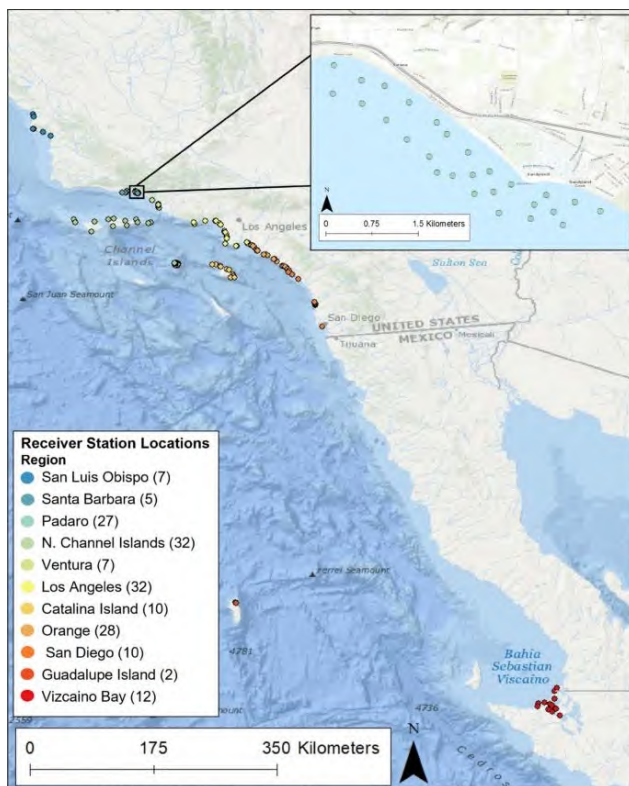 Los Angeles
Channel
Islands
San Juan Seamount
Salton Sea
San Diego
UNITED STATES
Tijuana
MEXICO
Mexicali
N
0 0.75 1.5 Kilometers
Receiver Station Locations
Region
San Luis Obispo (7)
Santa Barbara (5)
Padaro (27)
N. Channel Islands (32)
Ventura (7)
Los Angeles (32)
Catalina Island (10)
Orange (28)
San Diego (10)
Guadalupe Island (2)
Vizcaino Bay (12)
Ferrel Seamount
4781
Bahia
Sebastian
Viscaino
4736
Cedros
N
0 175 350 Kilometers